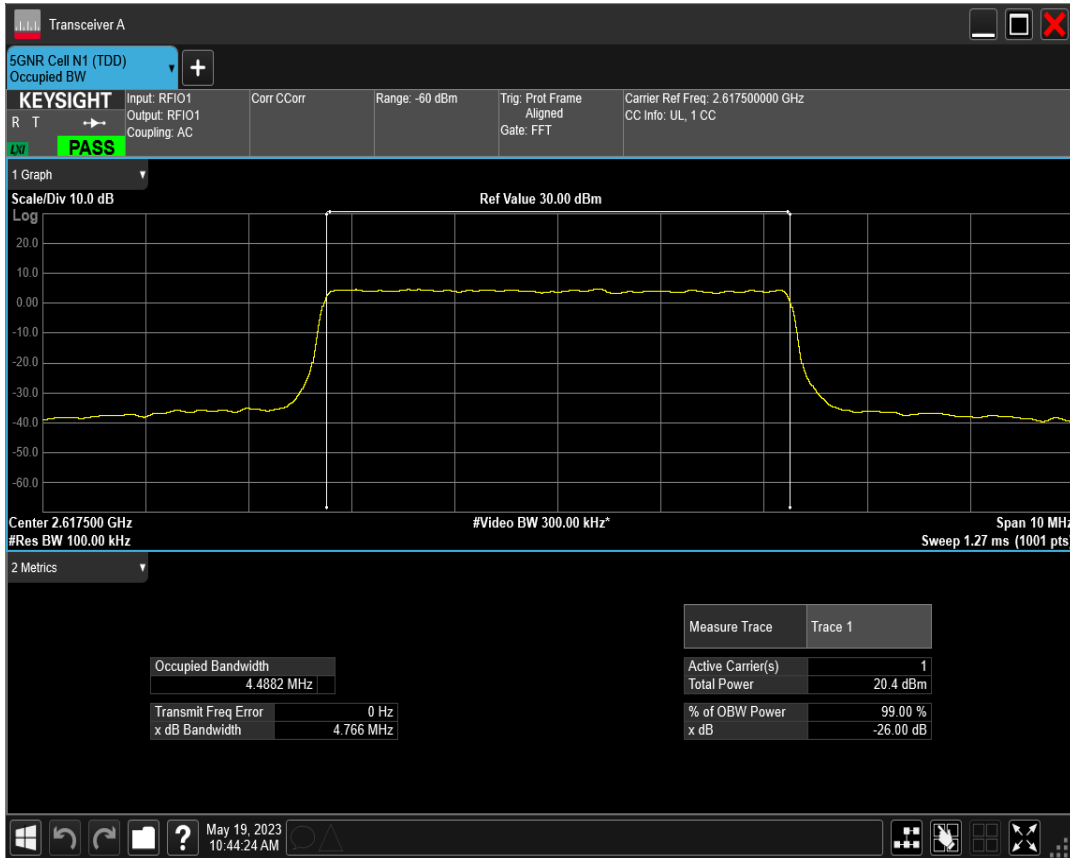 Transceiver A
5GNR Cell N1 (TDD)
Occupied BW
+
KEYSIGHT
R T
LXI
PASS
Input: RFIO1
Output: RFIO1
Coupling: AC
Corr CCorr
Range: -60 dBm
Trig: Prot Frame
Aligned
Gate: FFT
Carrier Ref Freq: 2.617500000 GHz
CC Info: UL, 1 CC
1 Graph
Scale/Div 10.0 dB
Ref Value 30.00 dBm
Log
20.0
10.0
0.00
-10.0
-20.0
-30.0
-40.0
-50.0
-60.0
Center 2.617500 GHz
#Video BW 300.00 kHz*
Span 10 MHz
#Res BW 100.00 kHz
Sweep 1.27 ms (1001 pts)
2 Metrics
Measure Trace Trace 1
Occupied Bandwidth
4.4882 MHz
Active Carrier(s) 1
Total Power 20.4 dBm
Transmit Freq Error 0 Hz
x dB Bandwidth 4.766 MHz
% of OBW Power 99.00 %
x dB -26.00 dB
?
May 19, 2023
10:44:24 AM